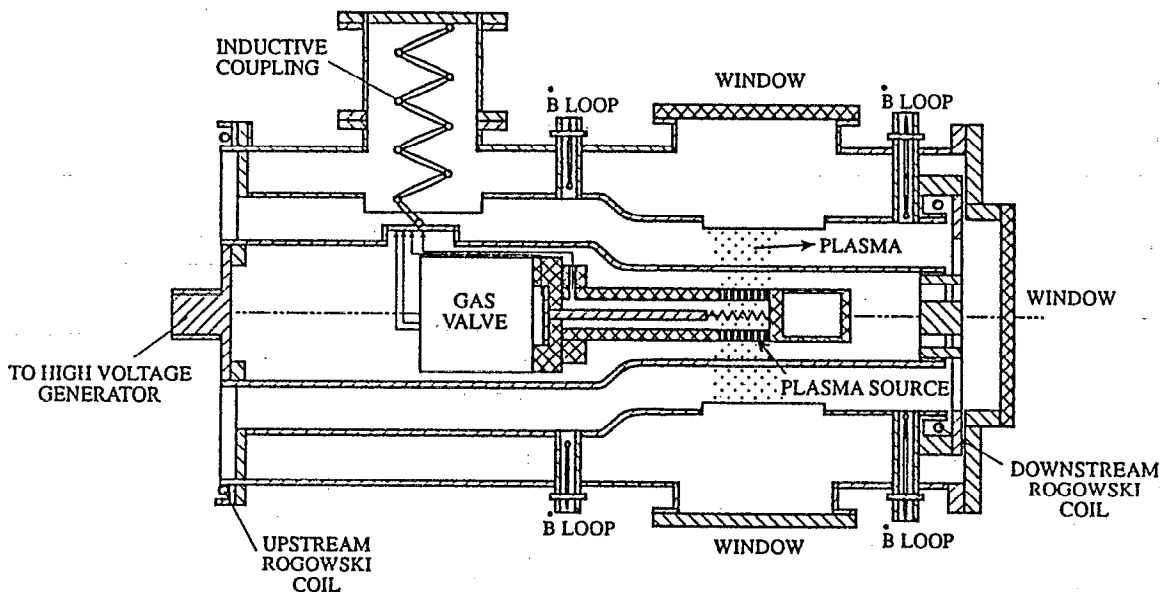 INDUCTIVE
COUPLING
Ḃ LOOP
WINDOW
Ḃ LOOP
PLASMA
GAS
VALVE
WINDOW
TO HIGH VOLTAGE
GENERATOR
PLASMA SOURCE
DOWNSTREAM
ROGOWSKI
COIL
Ḃ LOOP
WINDOW
Ḃ LOOP
UPSTREAM
ROGOWSKI
COIL